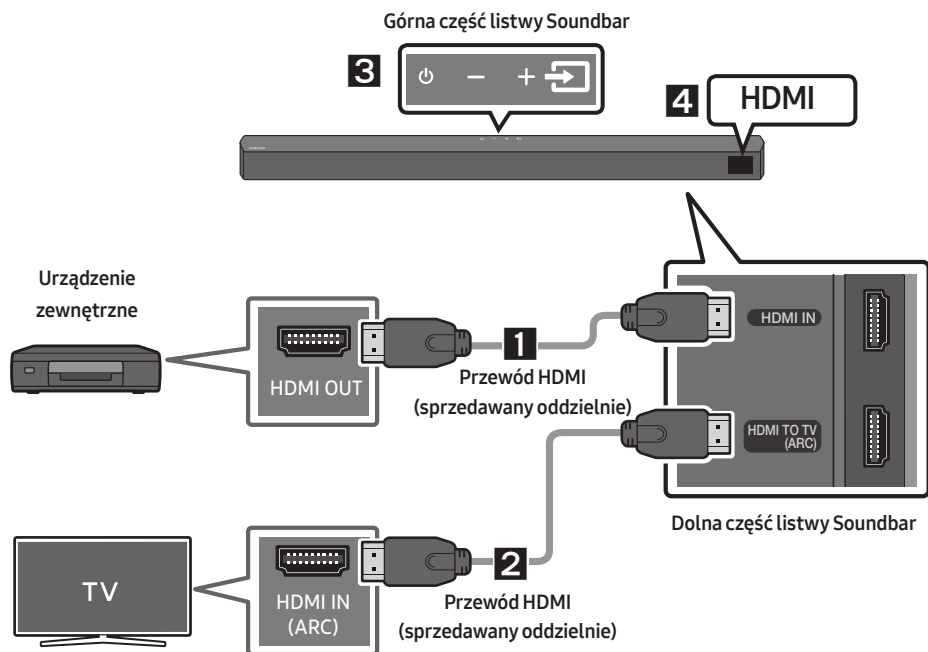 Górna część listwy Soundbar
3
4
HDMI
Urządzenie
zewnętrzne
HDMI OUT
1
Przewód HDMI
(sprzedawany oddzielnie)
HDMI IN
HDMI TO TV
(ARC)
Dolna część listwy Soundbar
TV
HDMI IN
(ARC)
2
Przewód HDMI
(sprzedawany oddzielnie)